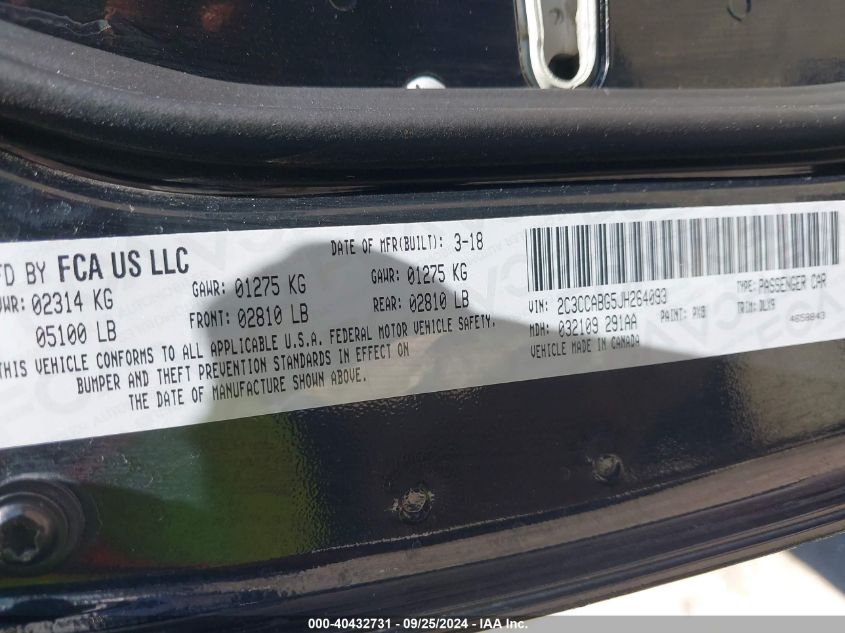 FD BY FCA US LLC
DATE OF MFR(BUILT): 3-18
VWR: 02314 KG
GAWR: 01275 KG
GAWR: 01275 KG
05100 LB
FRONT: 02810 LB
REAR: 02810 LB
THIS VEHICLE CONFORMS TO ALL APPLICABLE U.S.A. FEDERAL MOTOR VEHICLE SAFETY,
BUMPER AND THEFT PREVENTION STANDARDS IN EFFECT ON
THE DATE OF MANUFACTURE SHOWN ABOVE.
VIN: 2C3CCABG5JH264093
TYPE: PASSENGER CAR
MDH: 032109 291AA
PAINT: PX8
TRIM: DLX9
VEHICLE MADE IN CANADA
4658843
000-40432731 - 09/25/2024 - IAA Inc.